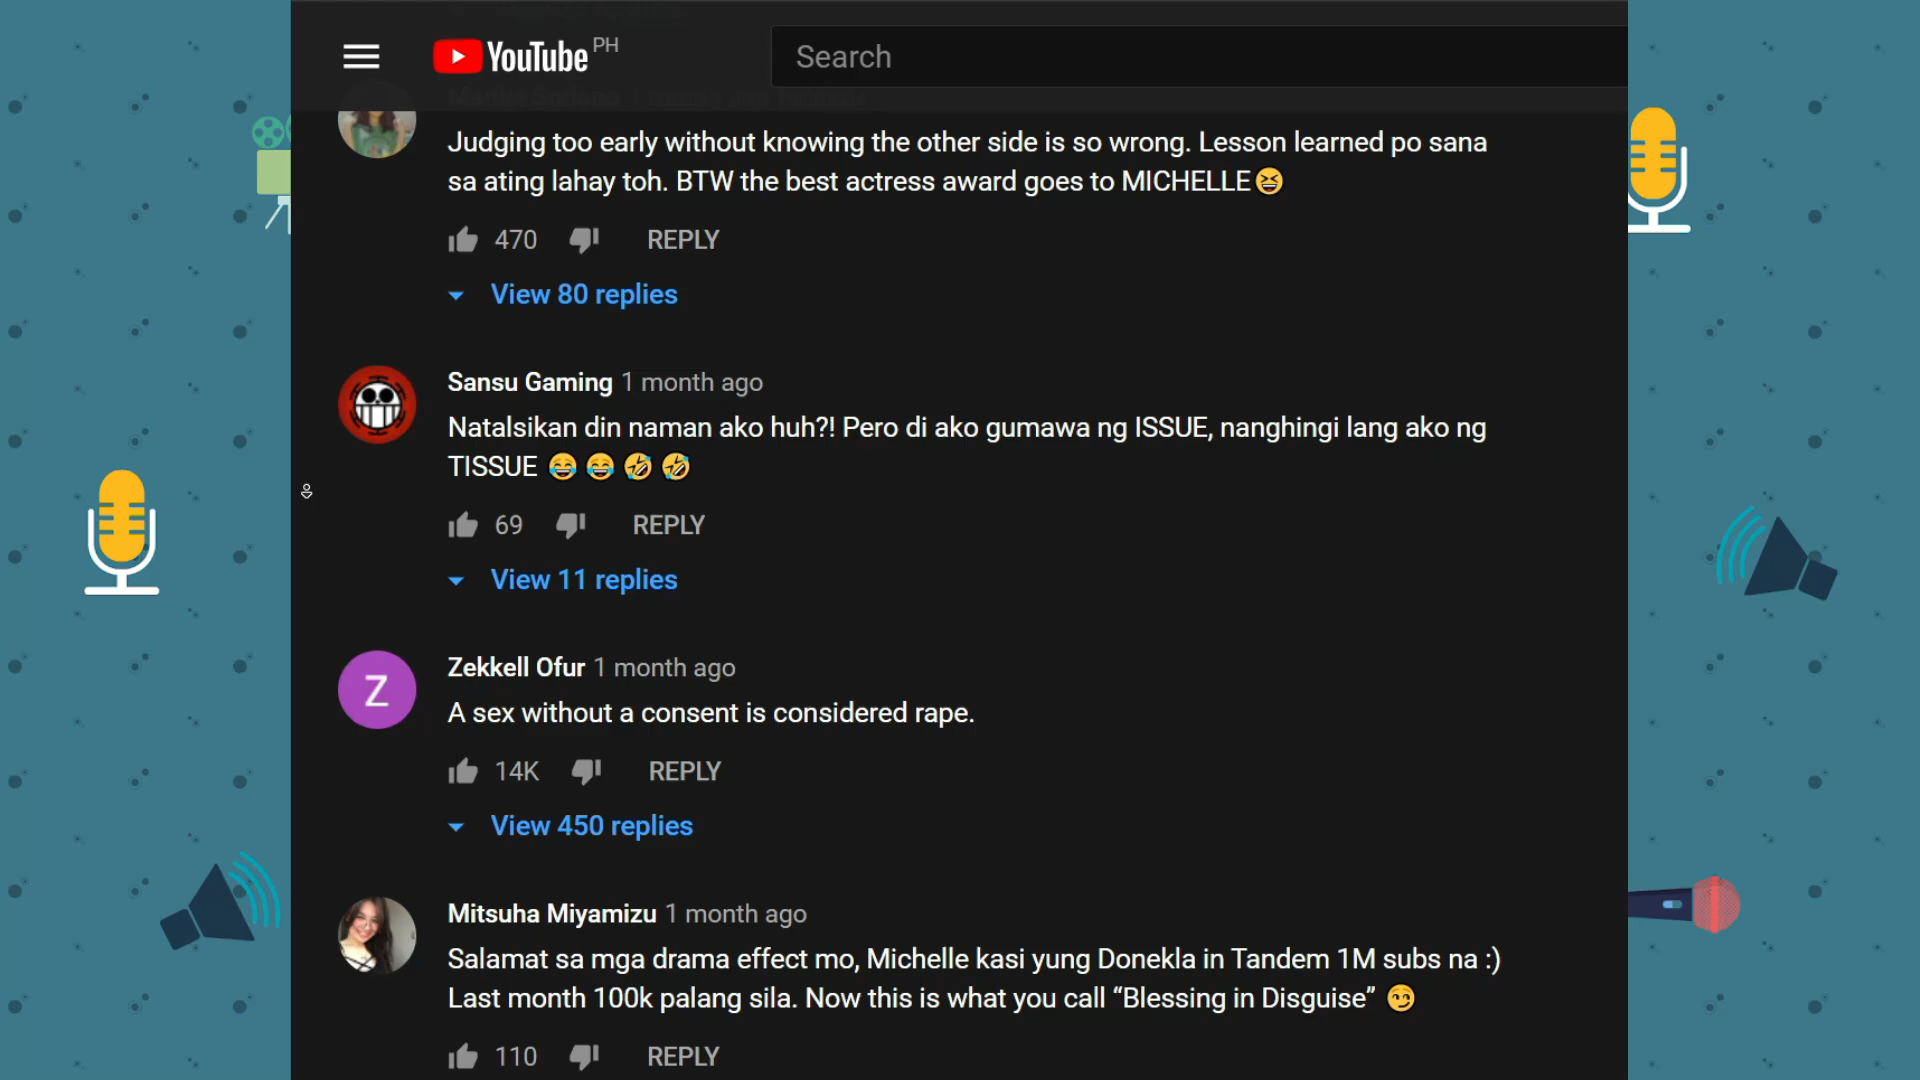 YouTube PH
Search
Judging too early without knowing the other side is so wrong. Lesson learned po sana
sa ating lahay toh. BTW the best actress award goes to MICHELLE😆
470 REPLY
View 80 replies
Sansu Gaming 1 month ago
Natalsikan din naman ako huh?! Pero di ako gumawa ng ISSUE, nanghingi lang ako ng
TISSUE 😂 😂 🤣 🤣
69 REPLY
View 11 replies
Z
Zekkell Ofur 1 month ago
A sex without a consent is considered rape.
14K REPLY
View 450 replies
Mitsuha Miyamizu 1 month ago
Salamat sa mga drama effect mo, Michelle kasi yung Donekla in Tandem 1M subs na :)
Last month 100k palang sila. Now this is what you call “Blessing in Disguise” 😏
110 REPLY